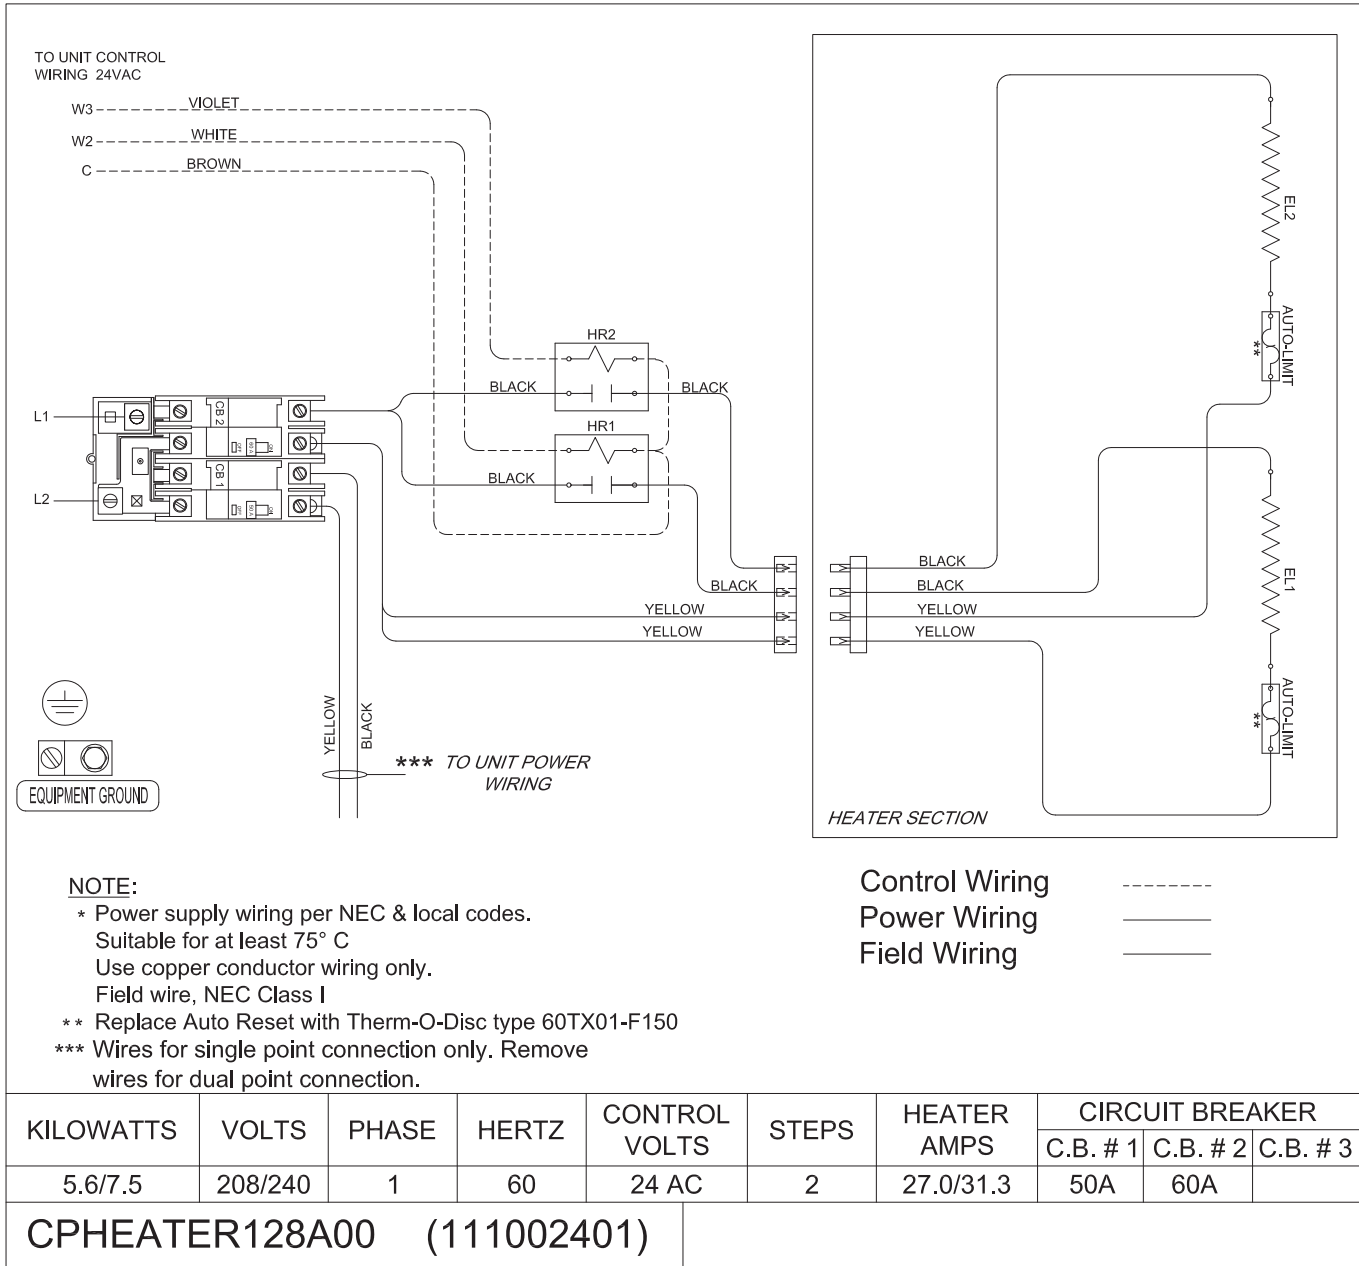 TO UNIT CONTROL
WIRING 24VAC
W3
VIOLET
W2
WHITE
C
BROWN
HR2
BLACK
BLACK
HR1
BLACK
L1
L2
CB 2
OFF
60 A
ON
CB 1
OFF
50 A
ON
BLACK
YELLOW
YELLOW
BLACK
BLACK
YELLOW
YELLOW
EL2
AUTO-LIMIT
**
EL1
AUTO-LIMIT
**
HEATER SECTION
YELLOW
BLACK
*** TO UNIT POWER
WIRING
EQUIPMENT GROUND
NOTE:
* Power supply wiring per NEC & local codes.
Suitable for at least 75° C
Use copper conductor wiring only.
Field wire, NEC Class I
** Replace Auto Reset with Therm-O-Disc type 60TX01-F150
*** Wires for single point connection only. Remove
wires for dual point connection.
Control Wiring
Power Wiring
Field Wiring
KILOWATTS VOLTS PHASE HERTZ CONTROL VOLTS STEPS HEATER AMPS CIRCUIT BREAKER
C.B. # 1 C.B. # 2 C.B. # 3
5.6/7.5 208/240 1 60 24 AC 2 27.0/31.3 50A 60A
CPHEATER128A00 (111002401)